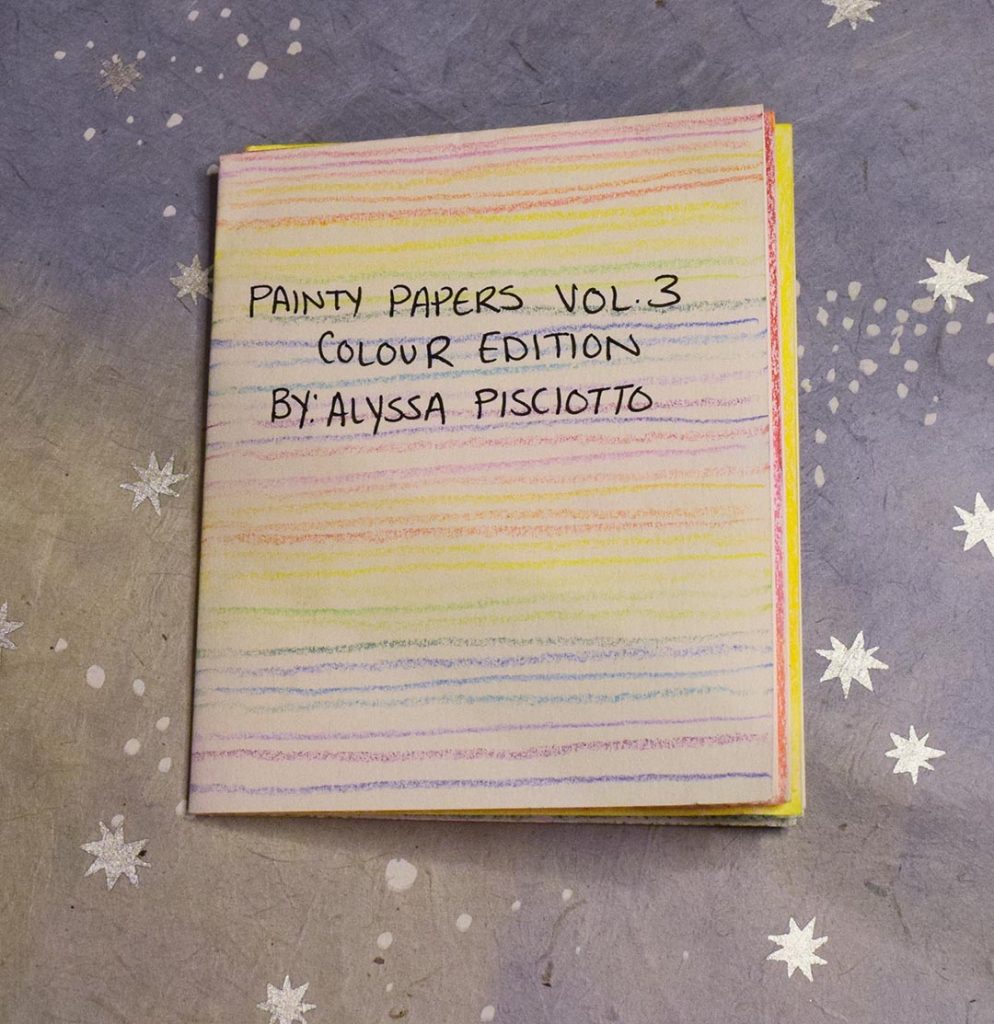 PAINTY PAPERS VOL.3
COLOUR EDITION
BY: ALYSSA PISCIOTTO